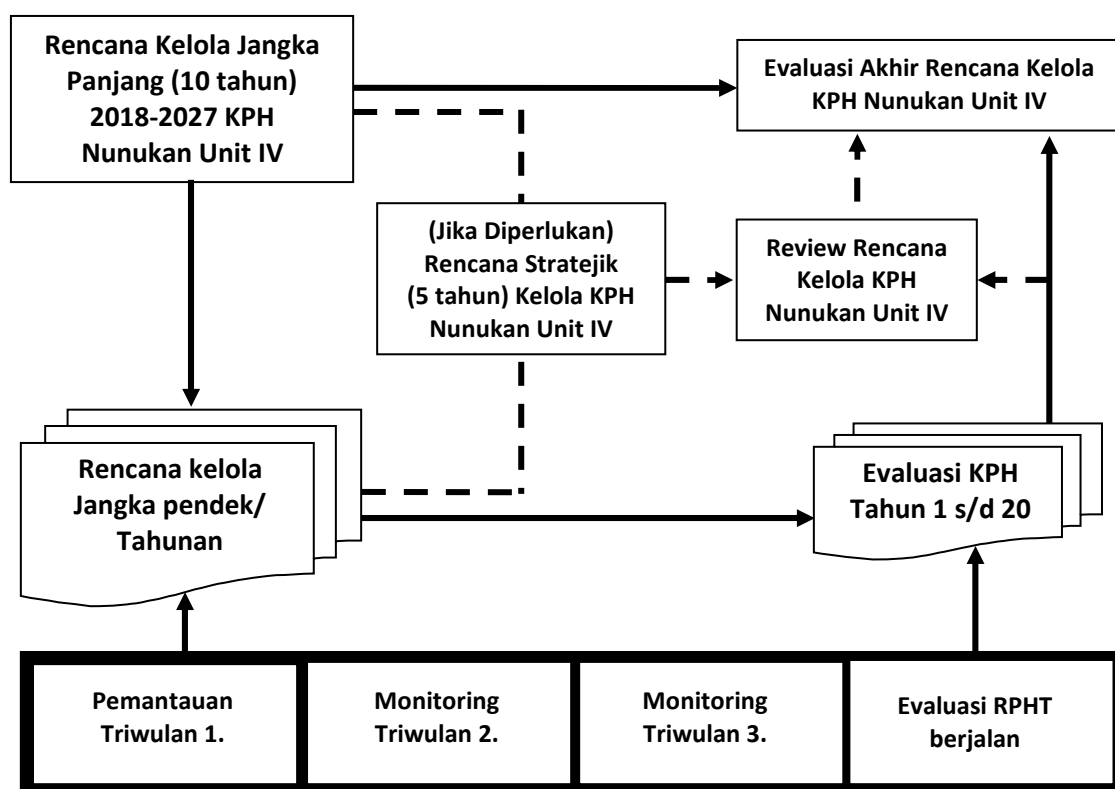 Rencana Kelola Jangka
Panjang (10 tahun)
2018-2027 KPH
Nunukan Unit IV
Evaluasi Akhir Rencana Kelola
KPH Nunukan Unit IV
(Jika Diperlukan)
Rencana Stratejik
(5 tahun) Kelola KPH
Nunukan Unit IV
Review Rencana
Kelola KPH
Nunukan Unit IV
Rencana kelola
Jangka pendek/
Tahunan
Evaluasi KPH
Tahun 1 s/d 20
Pemantauan
Triwulan 1.
Monitoring
Triwulan 2.
Monitoring
Triwulan 3.
Evaluasi RPHT
berjalan